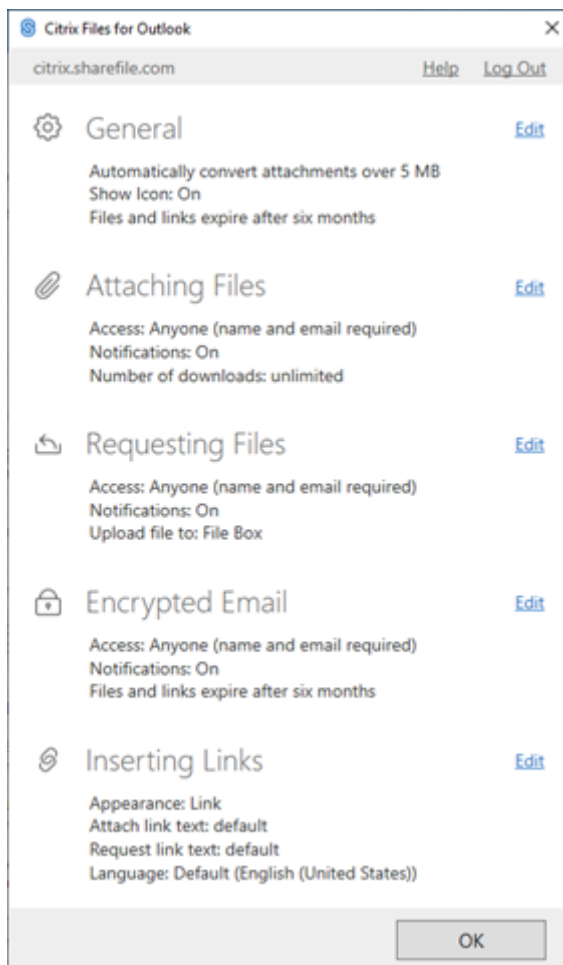 Citrix Files for Outlook
citrix.sharefile.com Help Log Out
General Edit
Automatically convert attachments over 5 MB
Show Icon: On
Files and links expire after six months
Attaching Files Edit
Access: Anyone (name and email required)
Notifications: On
Number of downloads: unlimited
Requesting Files Edit
Access: Anyone (name and email required)
Notifications: On
Upload file to: File Box
Encrypted Email Edit
Access: Anyone (name and email required)
Notifications: On
Files and links expire after six months
Inserting Links Edit
Appearance: Link
Attach link text: default
Request link text: default
Language: Default (English (United States))
OK